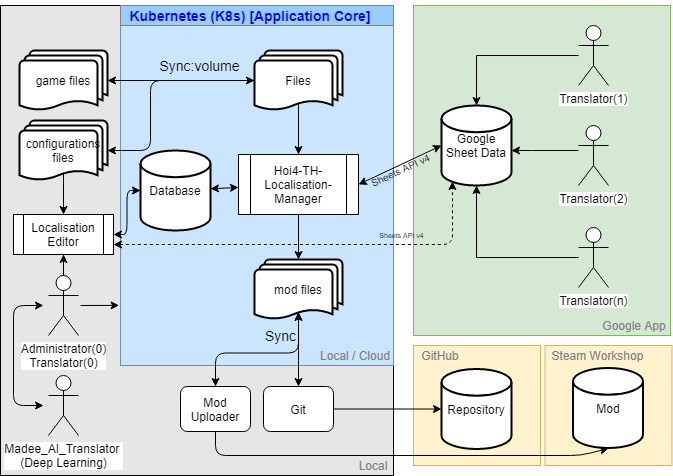 Kubernetes (K8s) [Application Core]
Sync:volume
game files
Files
Translator(1)
configurations
files
Google
Sheet Data
Hoi4-TH-
Localisation-
Manager
Sheets API v4
Database
Translator(2)
Localisation
Editor
Sheets API v4
mod files
Translator(n)
Google App
Sync
Administrator(0)
Translator(0)
Local / Cloud
GitHub
Steam Workshop
Mod
Uploader
Git
Repository
Mod
Madee_AI_Translator
(Deep Learning)
Local